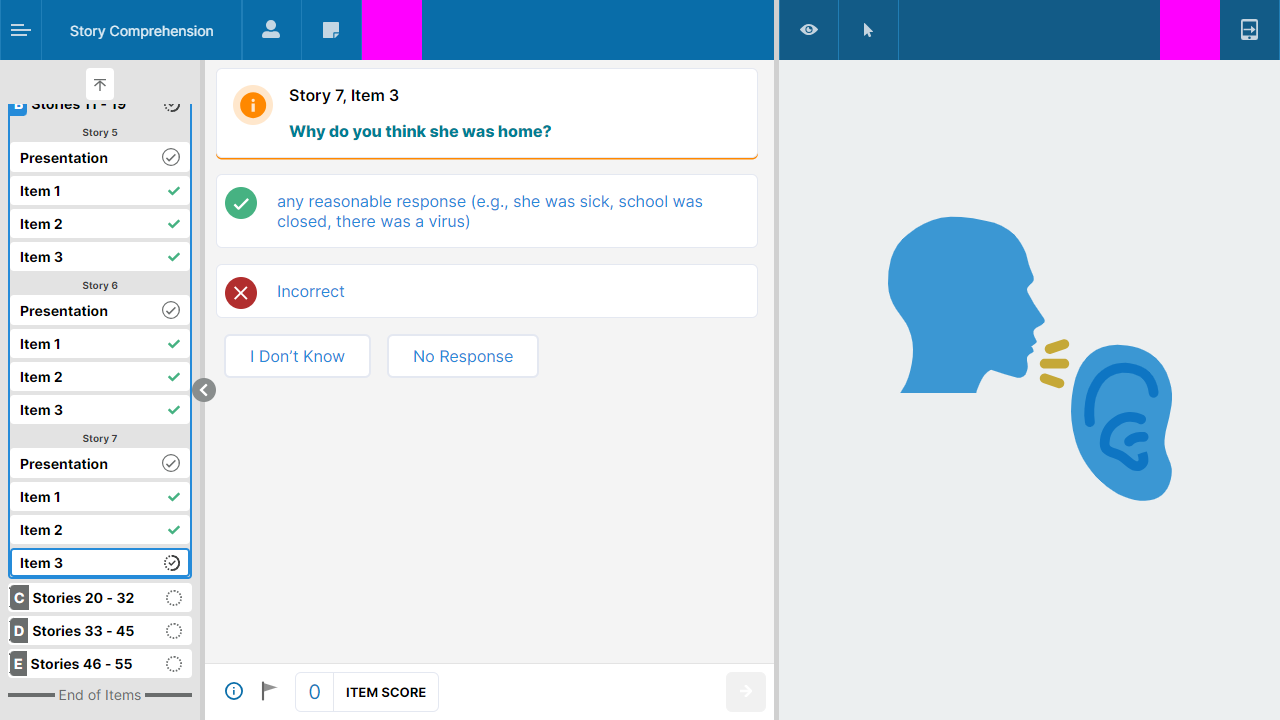 Story Comprehension
B Stories 11 - 19
Story 5
Presentation
Item 1
Item 2
Item 3
Story 6
Presentation
Item 1
Item 2
Item 3
Story 7
Presentation
Item 1
Item 2
Item 3
C Stories 20 - 32
D Stories 33 - 45
E Stories 46 - 55
End of Items
Story 7, Item 3
Why do you think she was home?
any reasonable response (e.g., she was sick, school was
closed, there was a virus)
Incorrect
I Don’t Know
No Response
0 ITEM SCORE